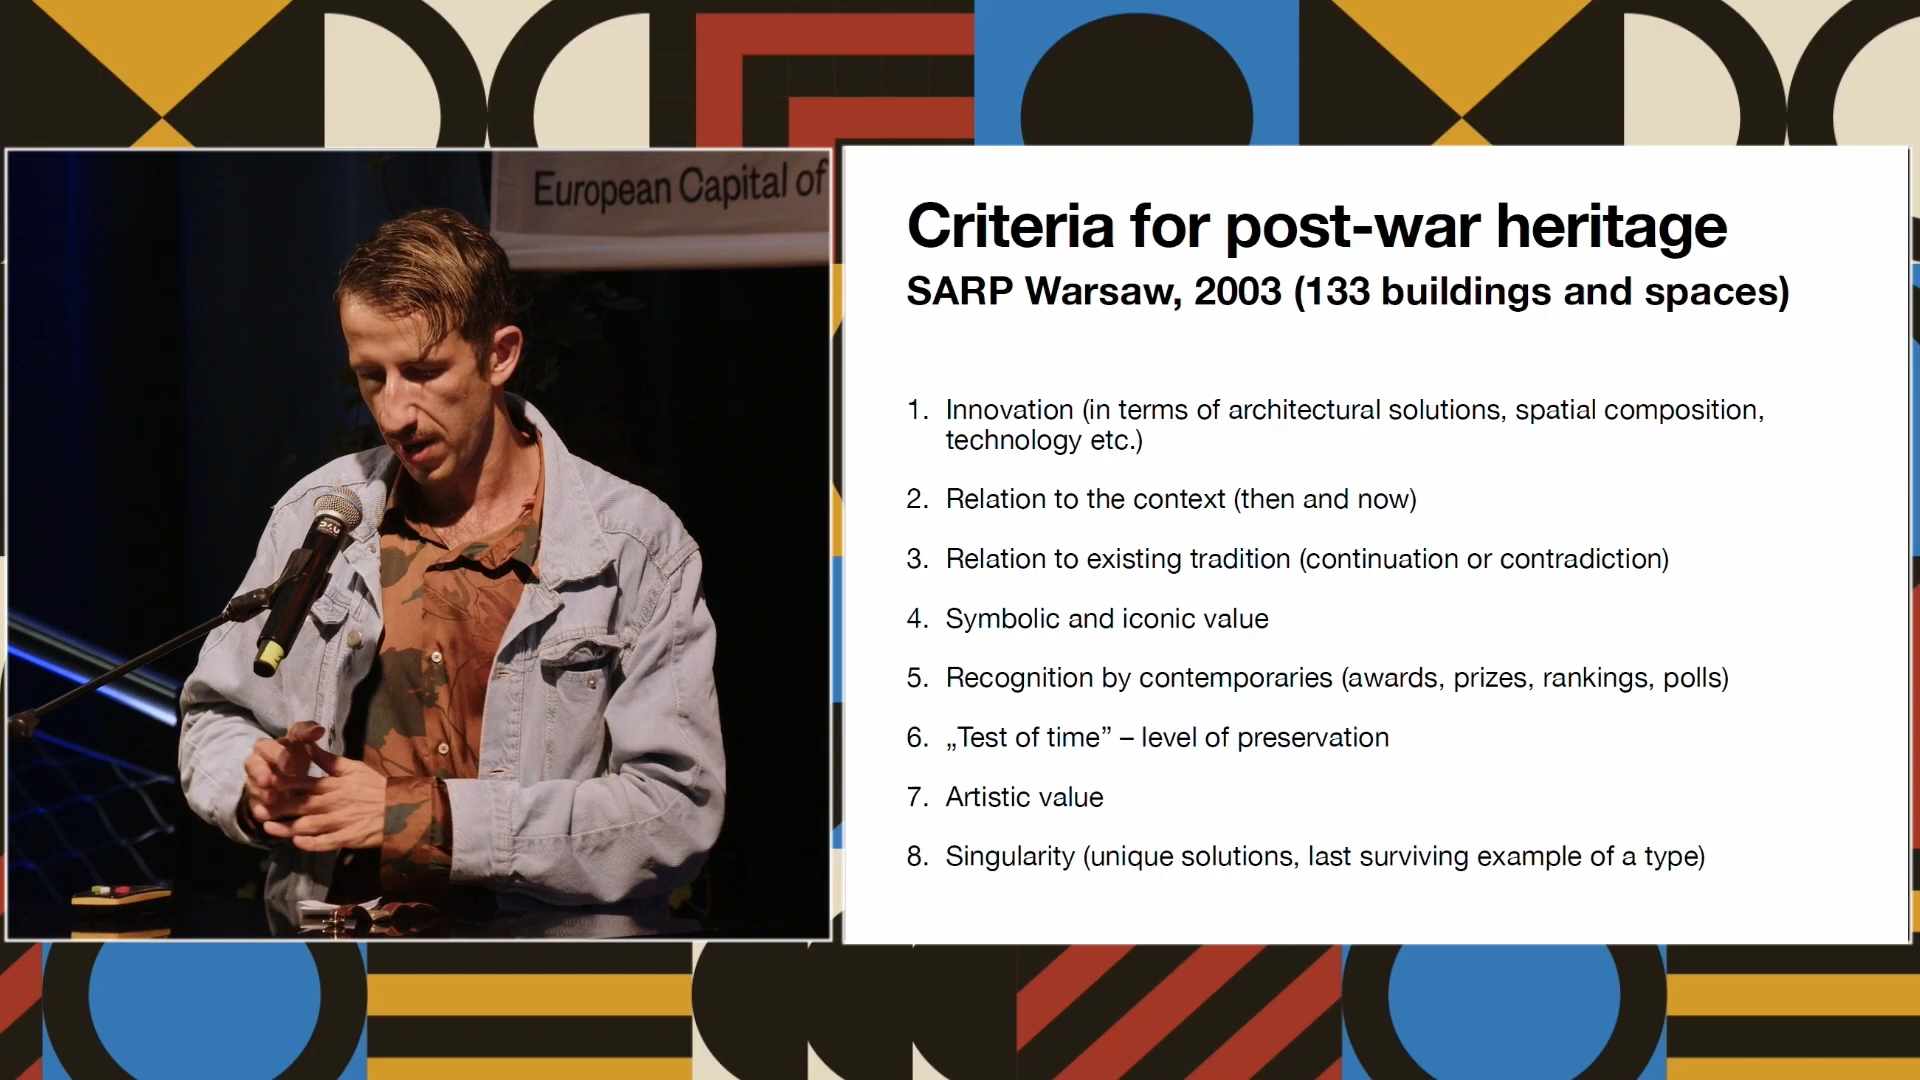 European Capital of
Criteria for post-war heritage
SARP Warsaw, 2003 (133 buildings and spaces)
1. Innovation (in terms of architectural solutions, spatial composition,
technology etc.)
2. Relation to the context (then and now)
3. Relation to existing tradition (continuation or contradiction)
4. Symbolic and iconic value
5. Recognition by contemporaries (awards, prizes, rankings, polls)
6. „Test of time” – level of preservation
7. Artistic value
8. Singularity (unique solutions, last surviving example of a type)